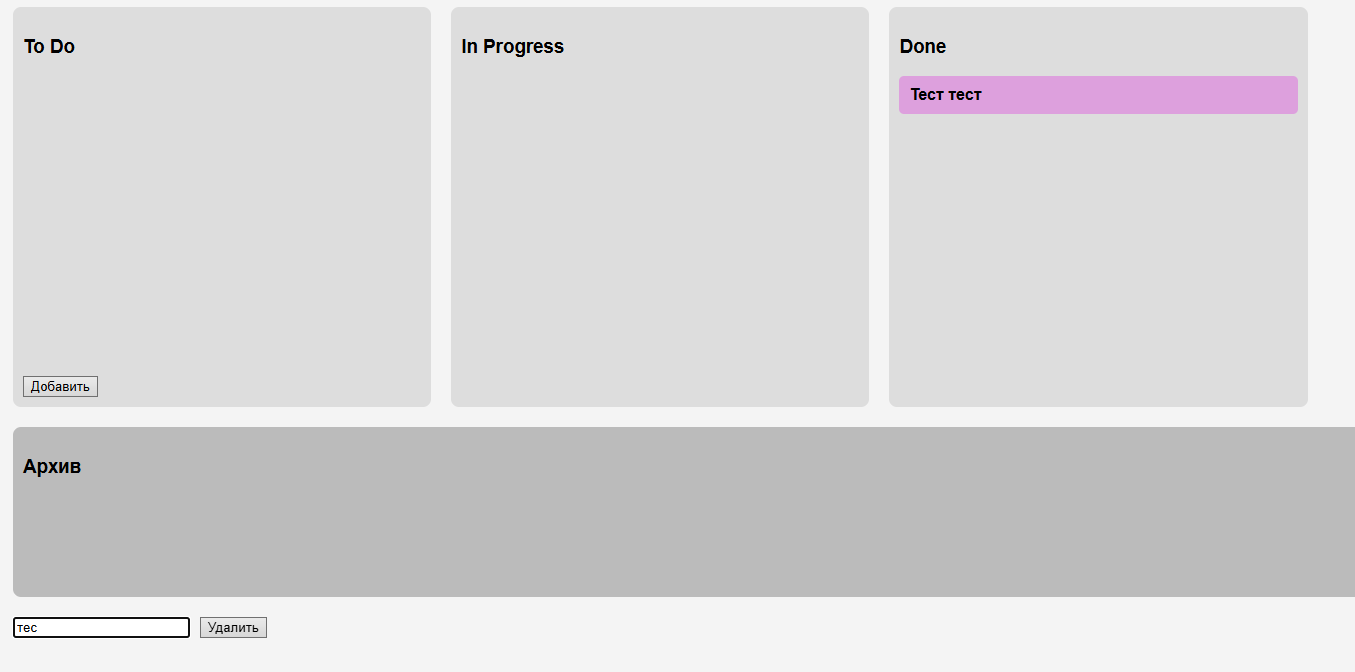 To Do
In Progress
Done
Тест тест
Добавить
Архив
тес
Удалить